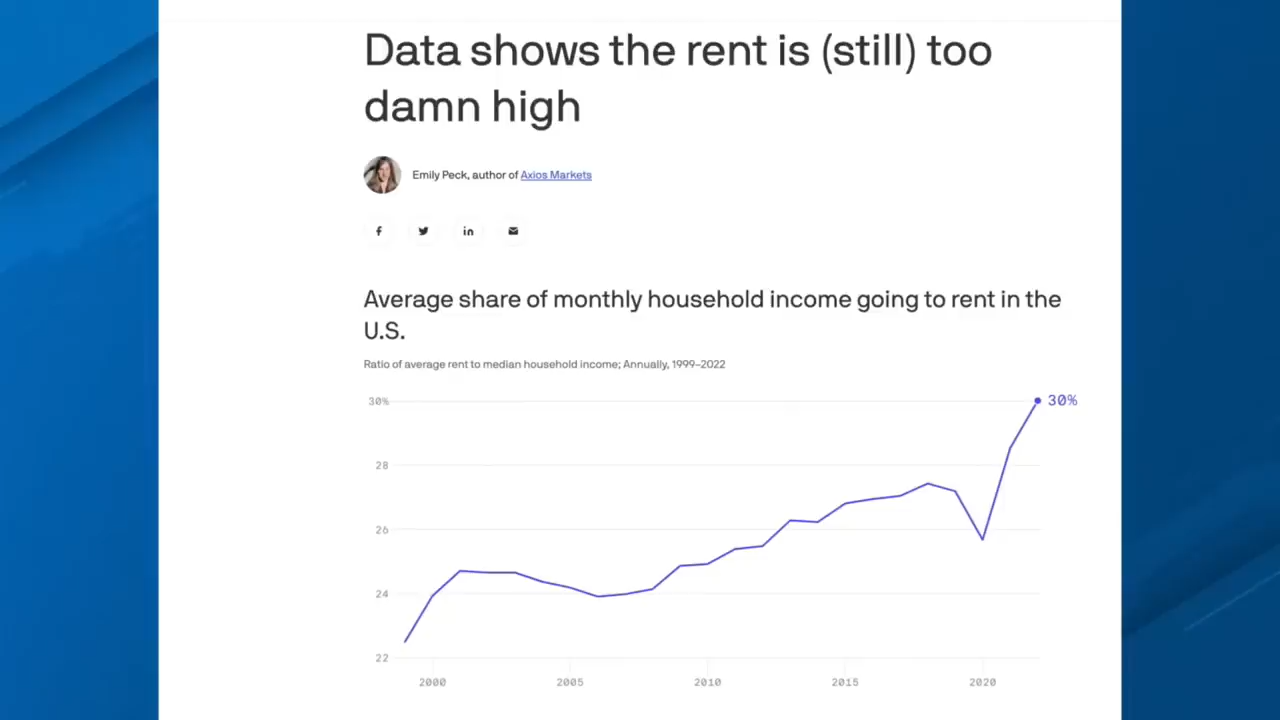 Data shows the rent is (still) too
damn high
Emily Peck, author of Axios Markets
Average share of monthly household income going to rent in the
U.S.
Ratio of average rent to median household income; Annually, 1999–2022
30%
30%
28
26
24
22
2000 2005 2010 2015 2020